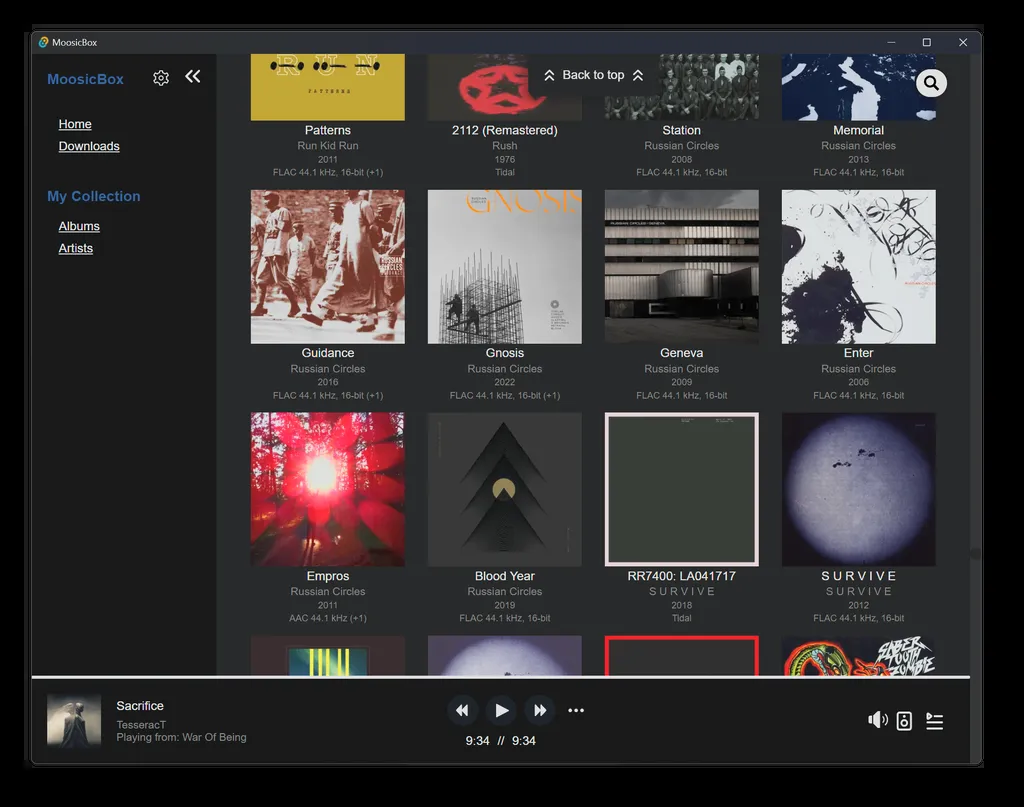 MoosicBox
MoosicBox
Home
Downloads
My Collection
Albums
Artists
Back to top
RUN
PATTERNS
Patterns
Run Kid Run
2011
FLAC 44.1 kHz, 16-bit (+1)
2112 (Remastered)
Rush
1976
Tidal
Station
Russian Circles
2008
FLAC 44.1 kHz, 16-bit
Memorial
Russian Circles
2013
FLAC 44.1 kHz, 16-bit
RUSSIAN
CIRCLES
Guidance
Russian Circles
2016
FLAC 44.1 kHz, 16-bit (+1)
GNOSIS
Gnosis
Russian Circles
2022
FLAC 44.1 kHz, 16-bit (+1)
RUSSIAN CIRCLES · GENEVA
Geneva
Russian Circles
2009
FLAC 44.1 kHz, 16-bit
Enter
Russian Circles
2006
FLAC 44.1 kHz, 16-bit
Empros
Russian Circles
2011
AAC 44.1 kHz (+1)
Blood Year
Russian Circles
2019
FLAC 44.1 kHz, 16-bit
RR7400: LA041717
S U R V I V E
2018
Tidal
S U R V I V E
S U R V I V E
2012
FLAC 44.1 kHz, 16-bit
SABER
TOOTH
ZOMBIE
Sacrifice
TesseracT
Playing from: War Of Being
9:34 // 9:34